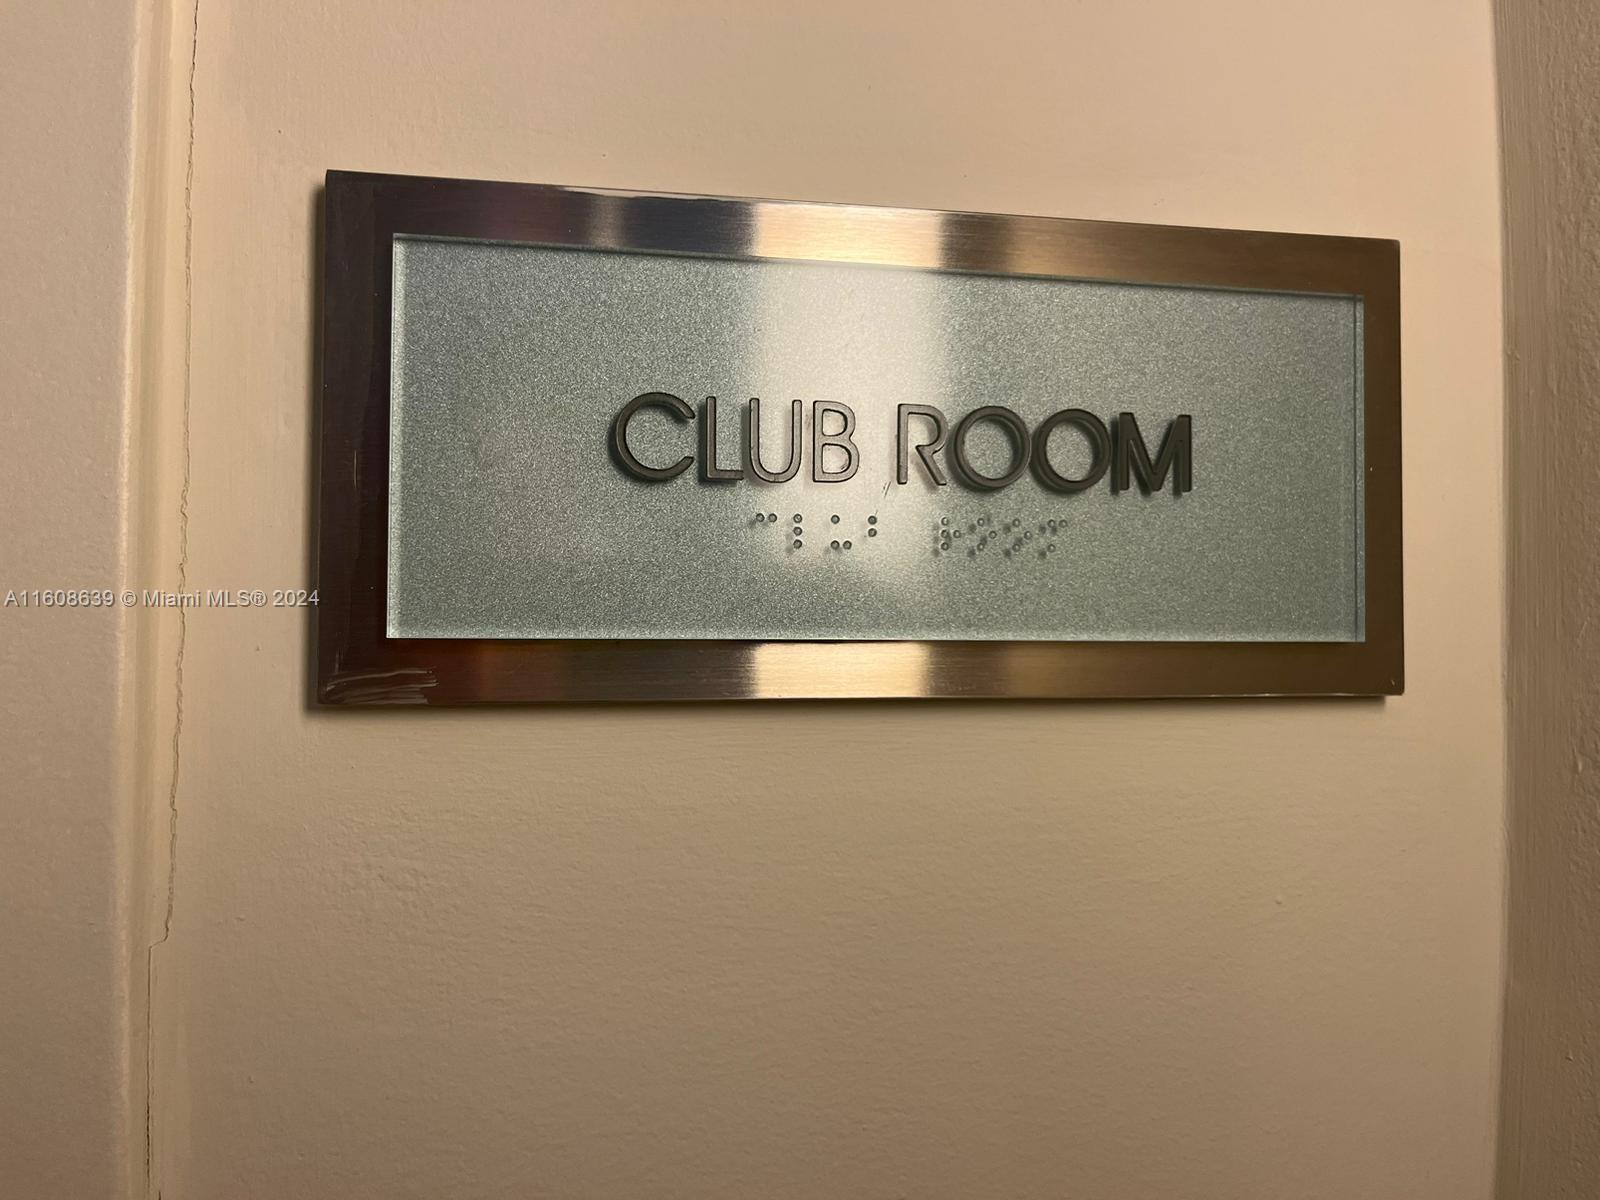 CLUB ROOM
⠉⠇⠥⠃ ⠗⠕⠕⠍
A11608639 © Miami MLS® 2024